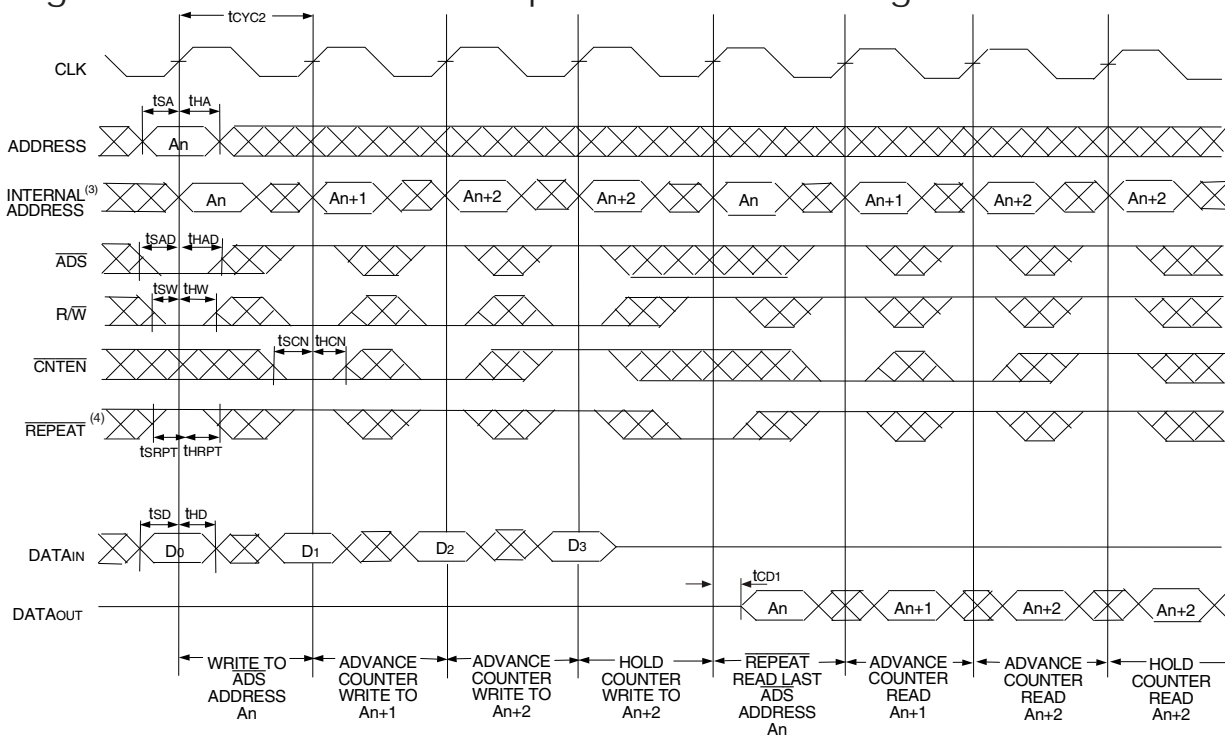 tCYC2
CLK
tSA tHA
ADDRESS An
INTERNAL(3) ADDRESS An An+1 An+2 An+2 An An+1 An+2 An+2
tSAD tHAD
ADS
tSW tHW
R/W
tSCN tHCN
CNTEN
REPEAT (4)
tSRPT tHRPT
tSD tHD
DATAIN D0 D1 D2 D3
tCD1
DATAOUT An An+1 An+2 An+2
WRITE TO
ADS
ADDRESS
An
ADVANCE
COUNTER
WRITE TO
An+1
ADVANCE
COUNTER
WRITE TO
An+2
HOLD
COUNTER
WRITE TO
An+2
REPEAT
READ LAST
ADS
ADDRESS
An
ADVANCE
COUNTER
READ
An+1
ADVANCE
COUNTER
READ
An+2
HOLD
COUNTER
READ
An+2